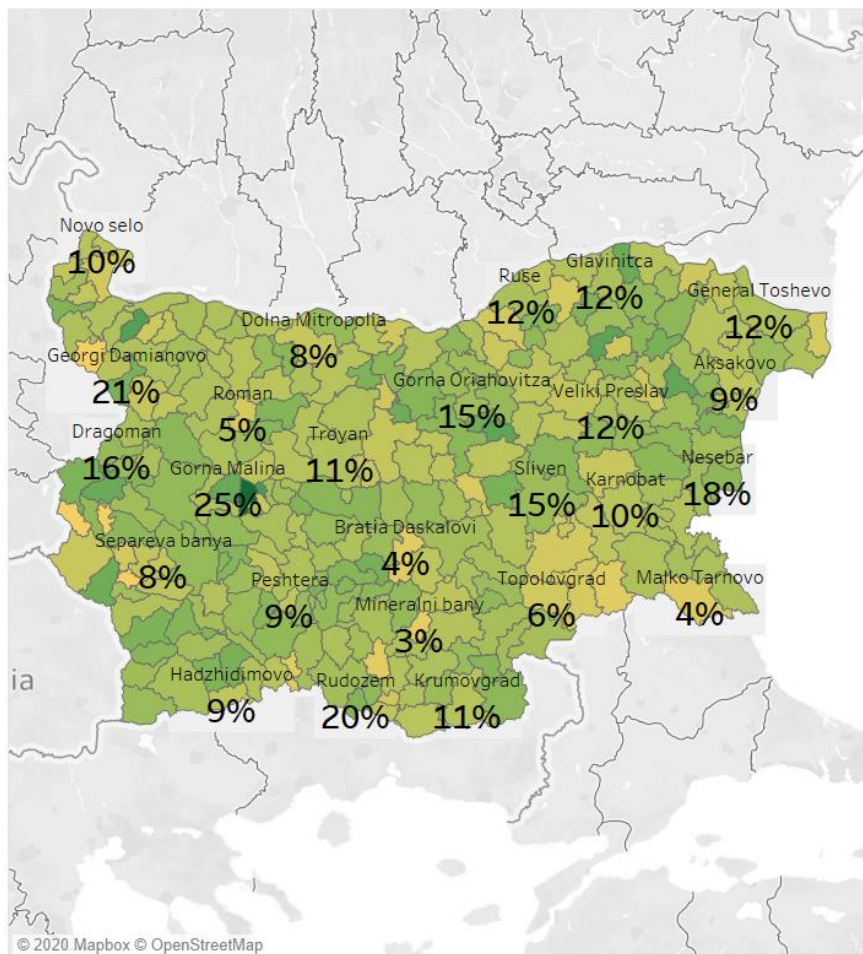 Novo selo
10%
Glavinitca
12%
Ruse
12%
General Toshevo
12%
Dolna Mitropolia
8%
Georgi Damianovo
21%
Aksakovo
9%
Gorna Oriahovitza
15%
Veliki Preslav
12%
Roman
5%
Troyan
11%
Dragoman
16%
Gorna Malina
25%
Nesebar
18%
Sliven
15%
Karnobat
10%
Bratia Daskalovi
4%
Separeva banya
8%
Peshtera
9%
Topolovgrad
6%
Malko Tarnovo
4%
Mineralni bany
3%
Hadzhidimovo
9%
Rudozem
20%
Krumovgrad
11%
ia
© 2020 Mapbox © OpenStreetMap